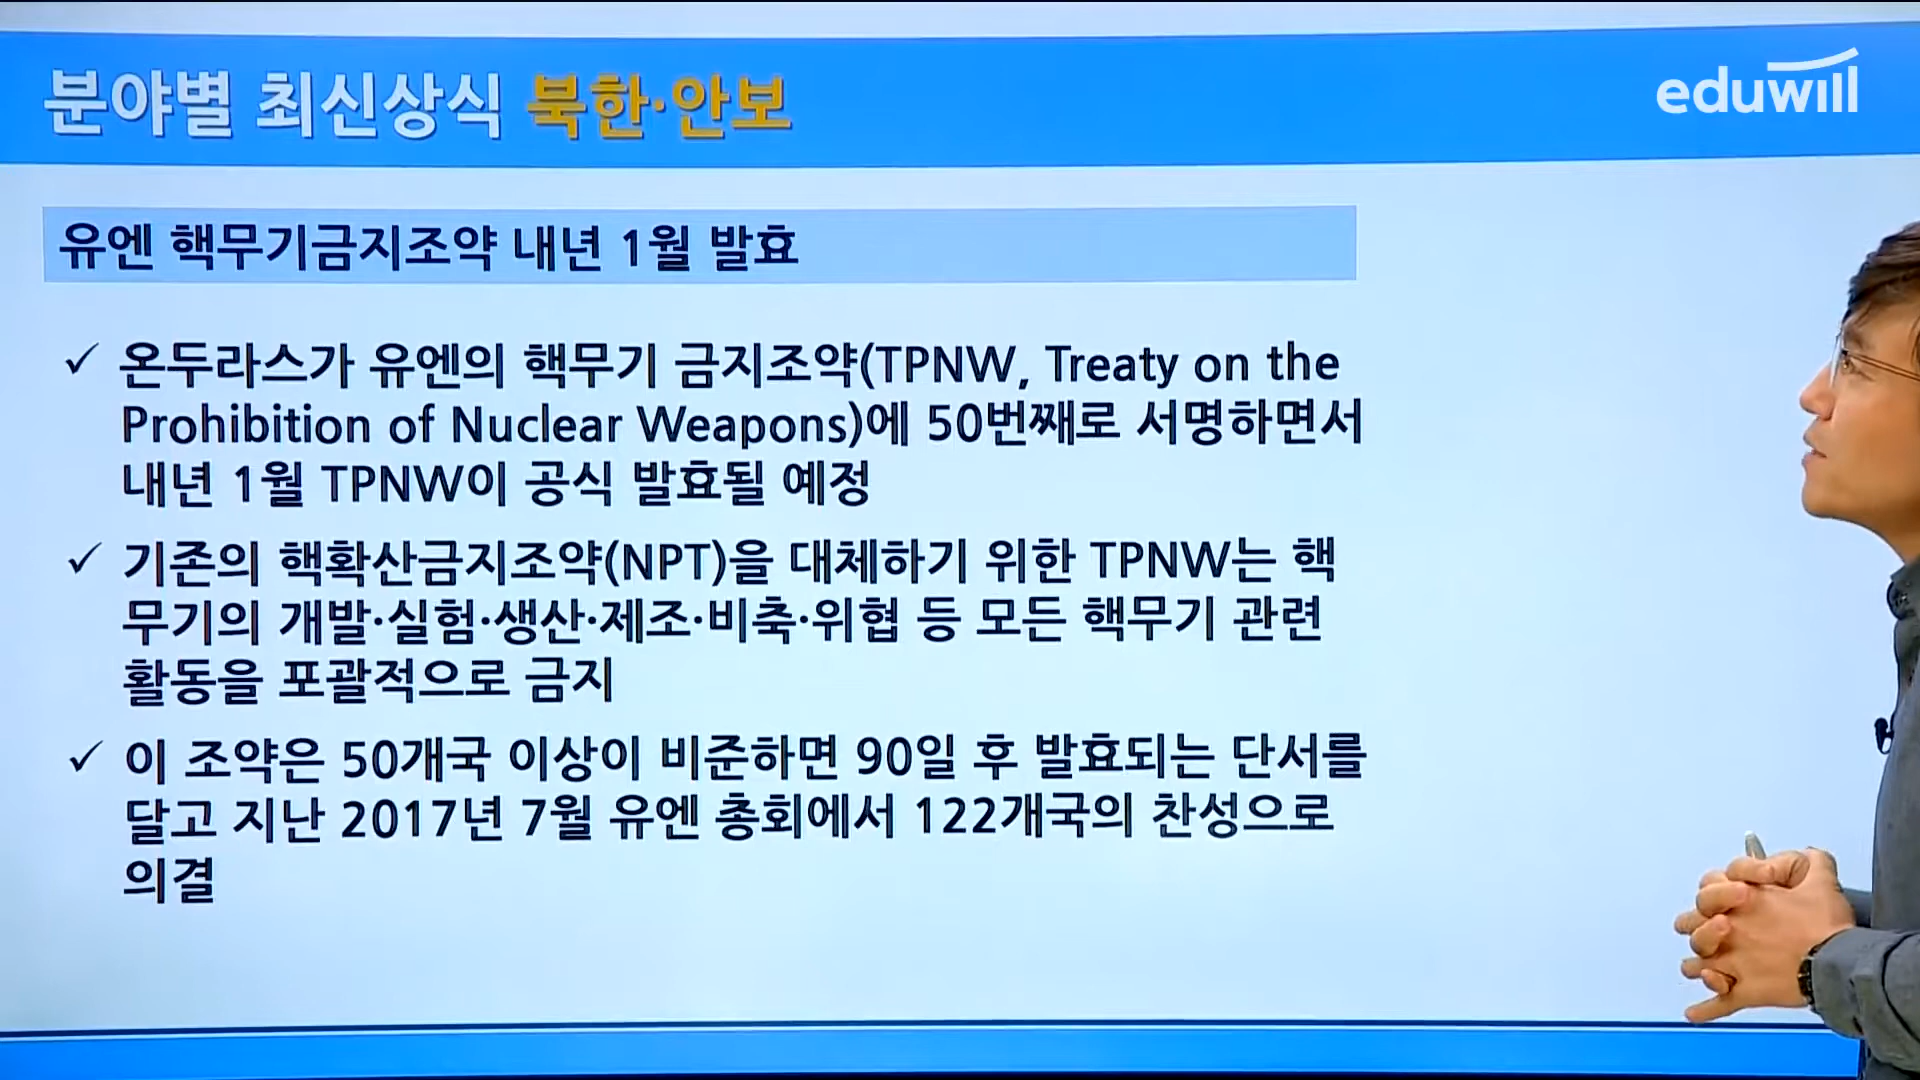 분야별 최신상식 북한·안보
eduwill
유엔 핵무기금지조약 내년 1월 발효
✓ 온두라스가 유엔의 핵무기 금지조약(TPNW, Treaty on the
Prohibition of Nuclear Weapons)에 50번째로 서명하면서
내년 1월 TPNW이 공식 발효될 예정
✓ 기존의 핵확산금지조약(NPT)을 대체하기 위한 TPNW는 핵
무기의 개발·실험·생산·제조·비축·위협 등 모든 핵무기 관련
활동을 포괄적으로 금지
✓ 이 조약은 50개국 이상이 비준하면 90일 후 발효되는 단서를
달고 지난 2017년 7월 유엔 총회에서 122개국의 찬성으로
의결